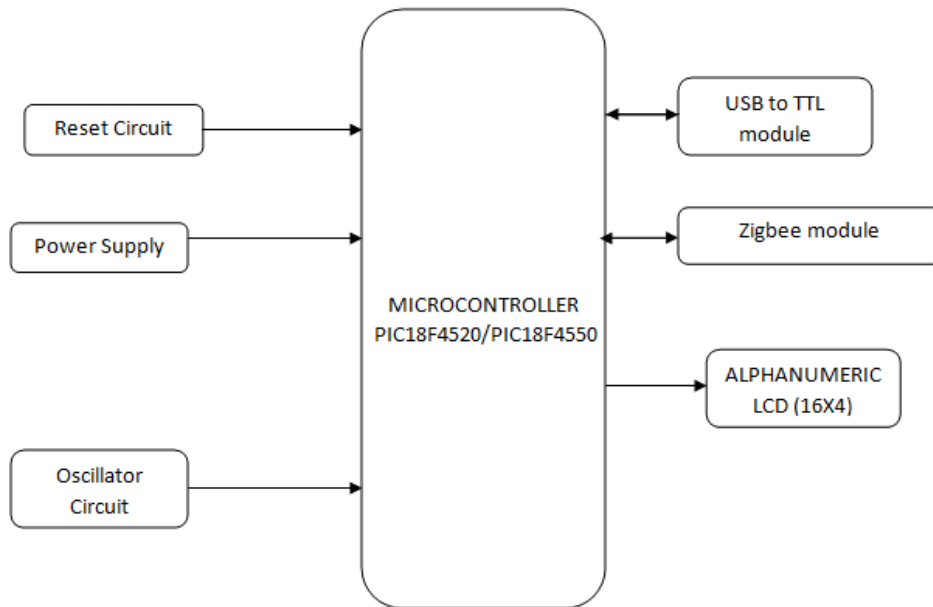 Reset Circuit
Power Supply
Oscillator
Circuit
MICROCONTROLLER
PIC18F4520/PIC18F4550
USB to TTL
module
Zigbee module
ALPHANUMERIC
LCD (16X4)